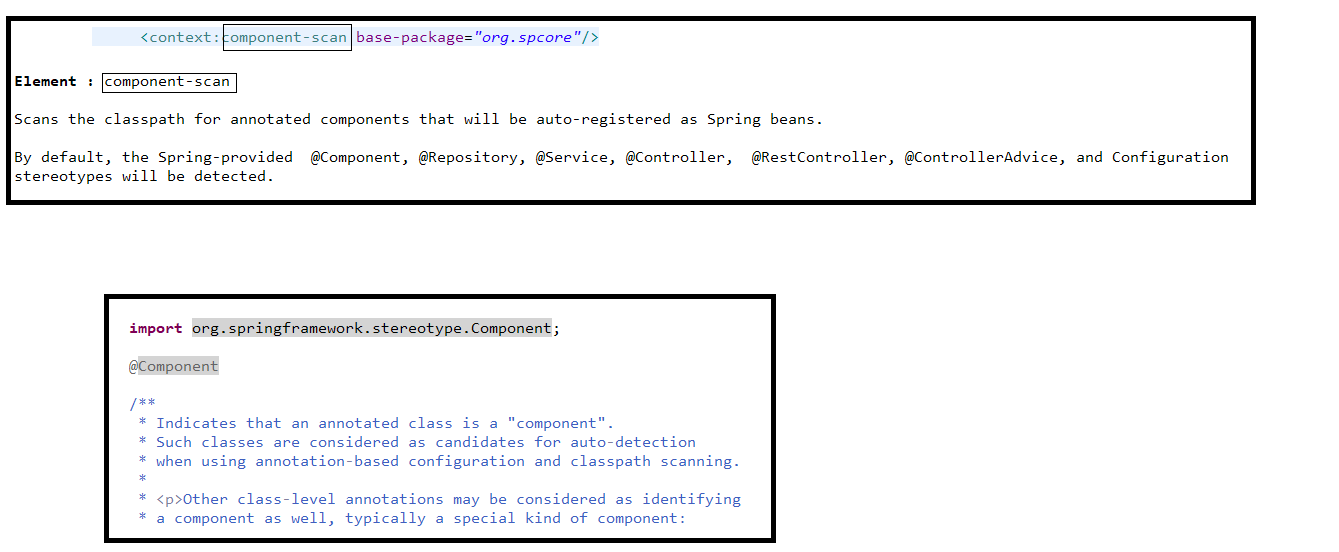 <context:component-scan base-package="org.spcore"/>
Element : component-scan
Scans the classpath for annotated components that will be auto-registered as Spring beans.
By default, the Spring-provided @Component, @Repository, @Service, @Controller, @RestController, @ControllerAdvice, and Configuration
stereotypes will be detected.
import org.springframework.stereotype.Component;
@Component
/**
* Indicates that an annotated class is a "component".
* Such classes are considered as candidates for auto-detection
* when using annotation-based configuration and classpath scanning.
*
* <p>Other class-level annotations may be considered as identifying
* a component as well, typically a special kind of component: